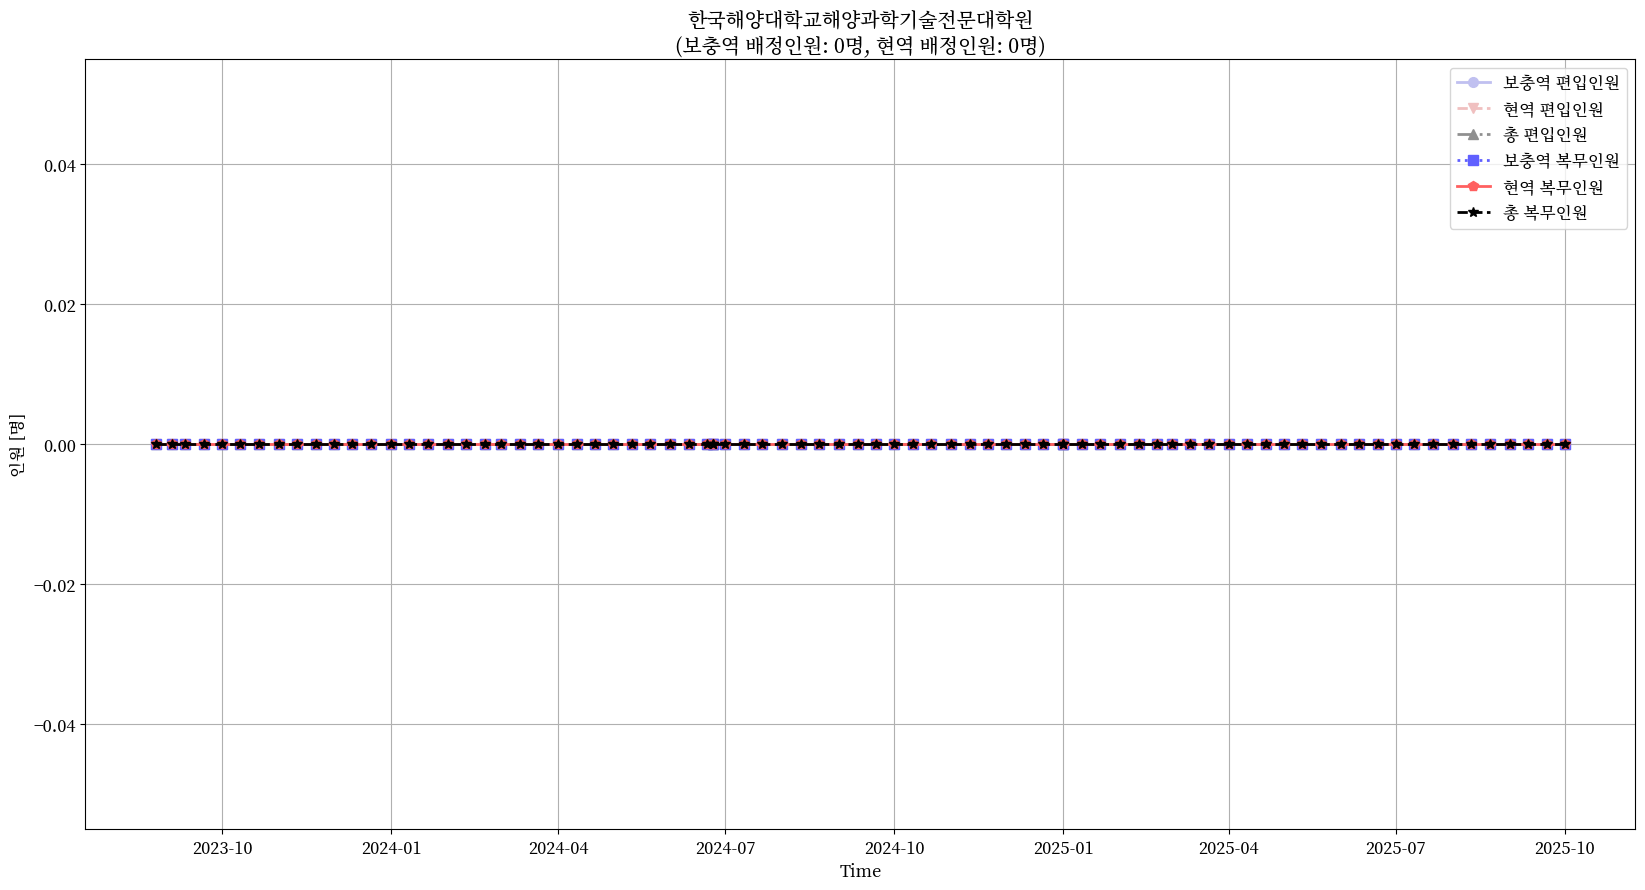 한국해양대학교해양과학기술전문대학원
(보충역 배정인원: 0명, 현역 배정인원: 0명)
보충역 편입인원
현역 편입인원
총 편입인원
보충역 복무인원
현역 복무인원
총 복무인원
0.04
0.02
0.00
−0.02
−0.04
인원 [명]
2023-10
2024-01
2024-04
2024-07
2024-10
2025-01
2025-04
2025-07
2025-10
Time